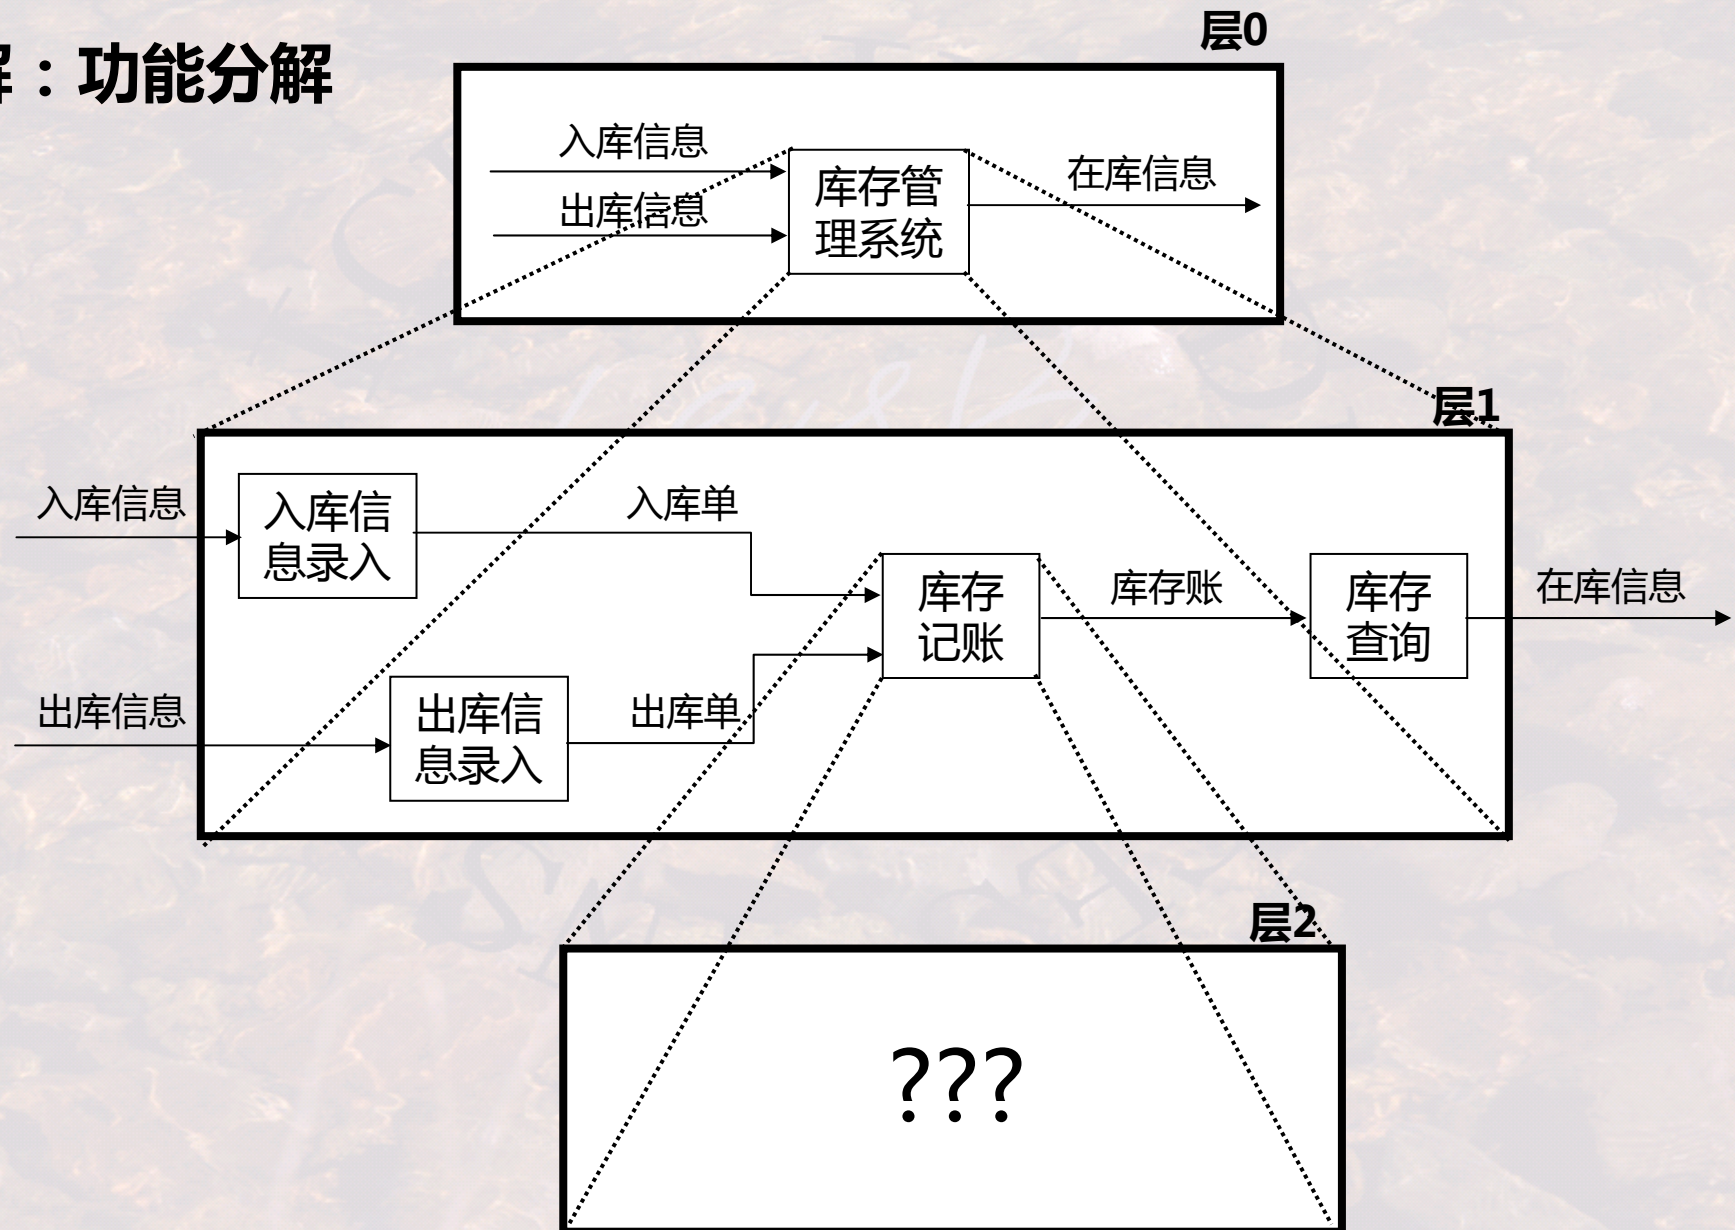 层0
解：功能分解
入库信息
出库信息
库存管
理系统
在库信息
层1
入库信息
入库信
息录入
入库单
库存
记账
库存账
库存
查询
在库信息
出库信息
出库信
息录入
出库单
层2
???